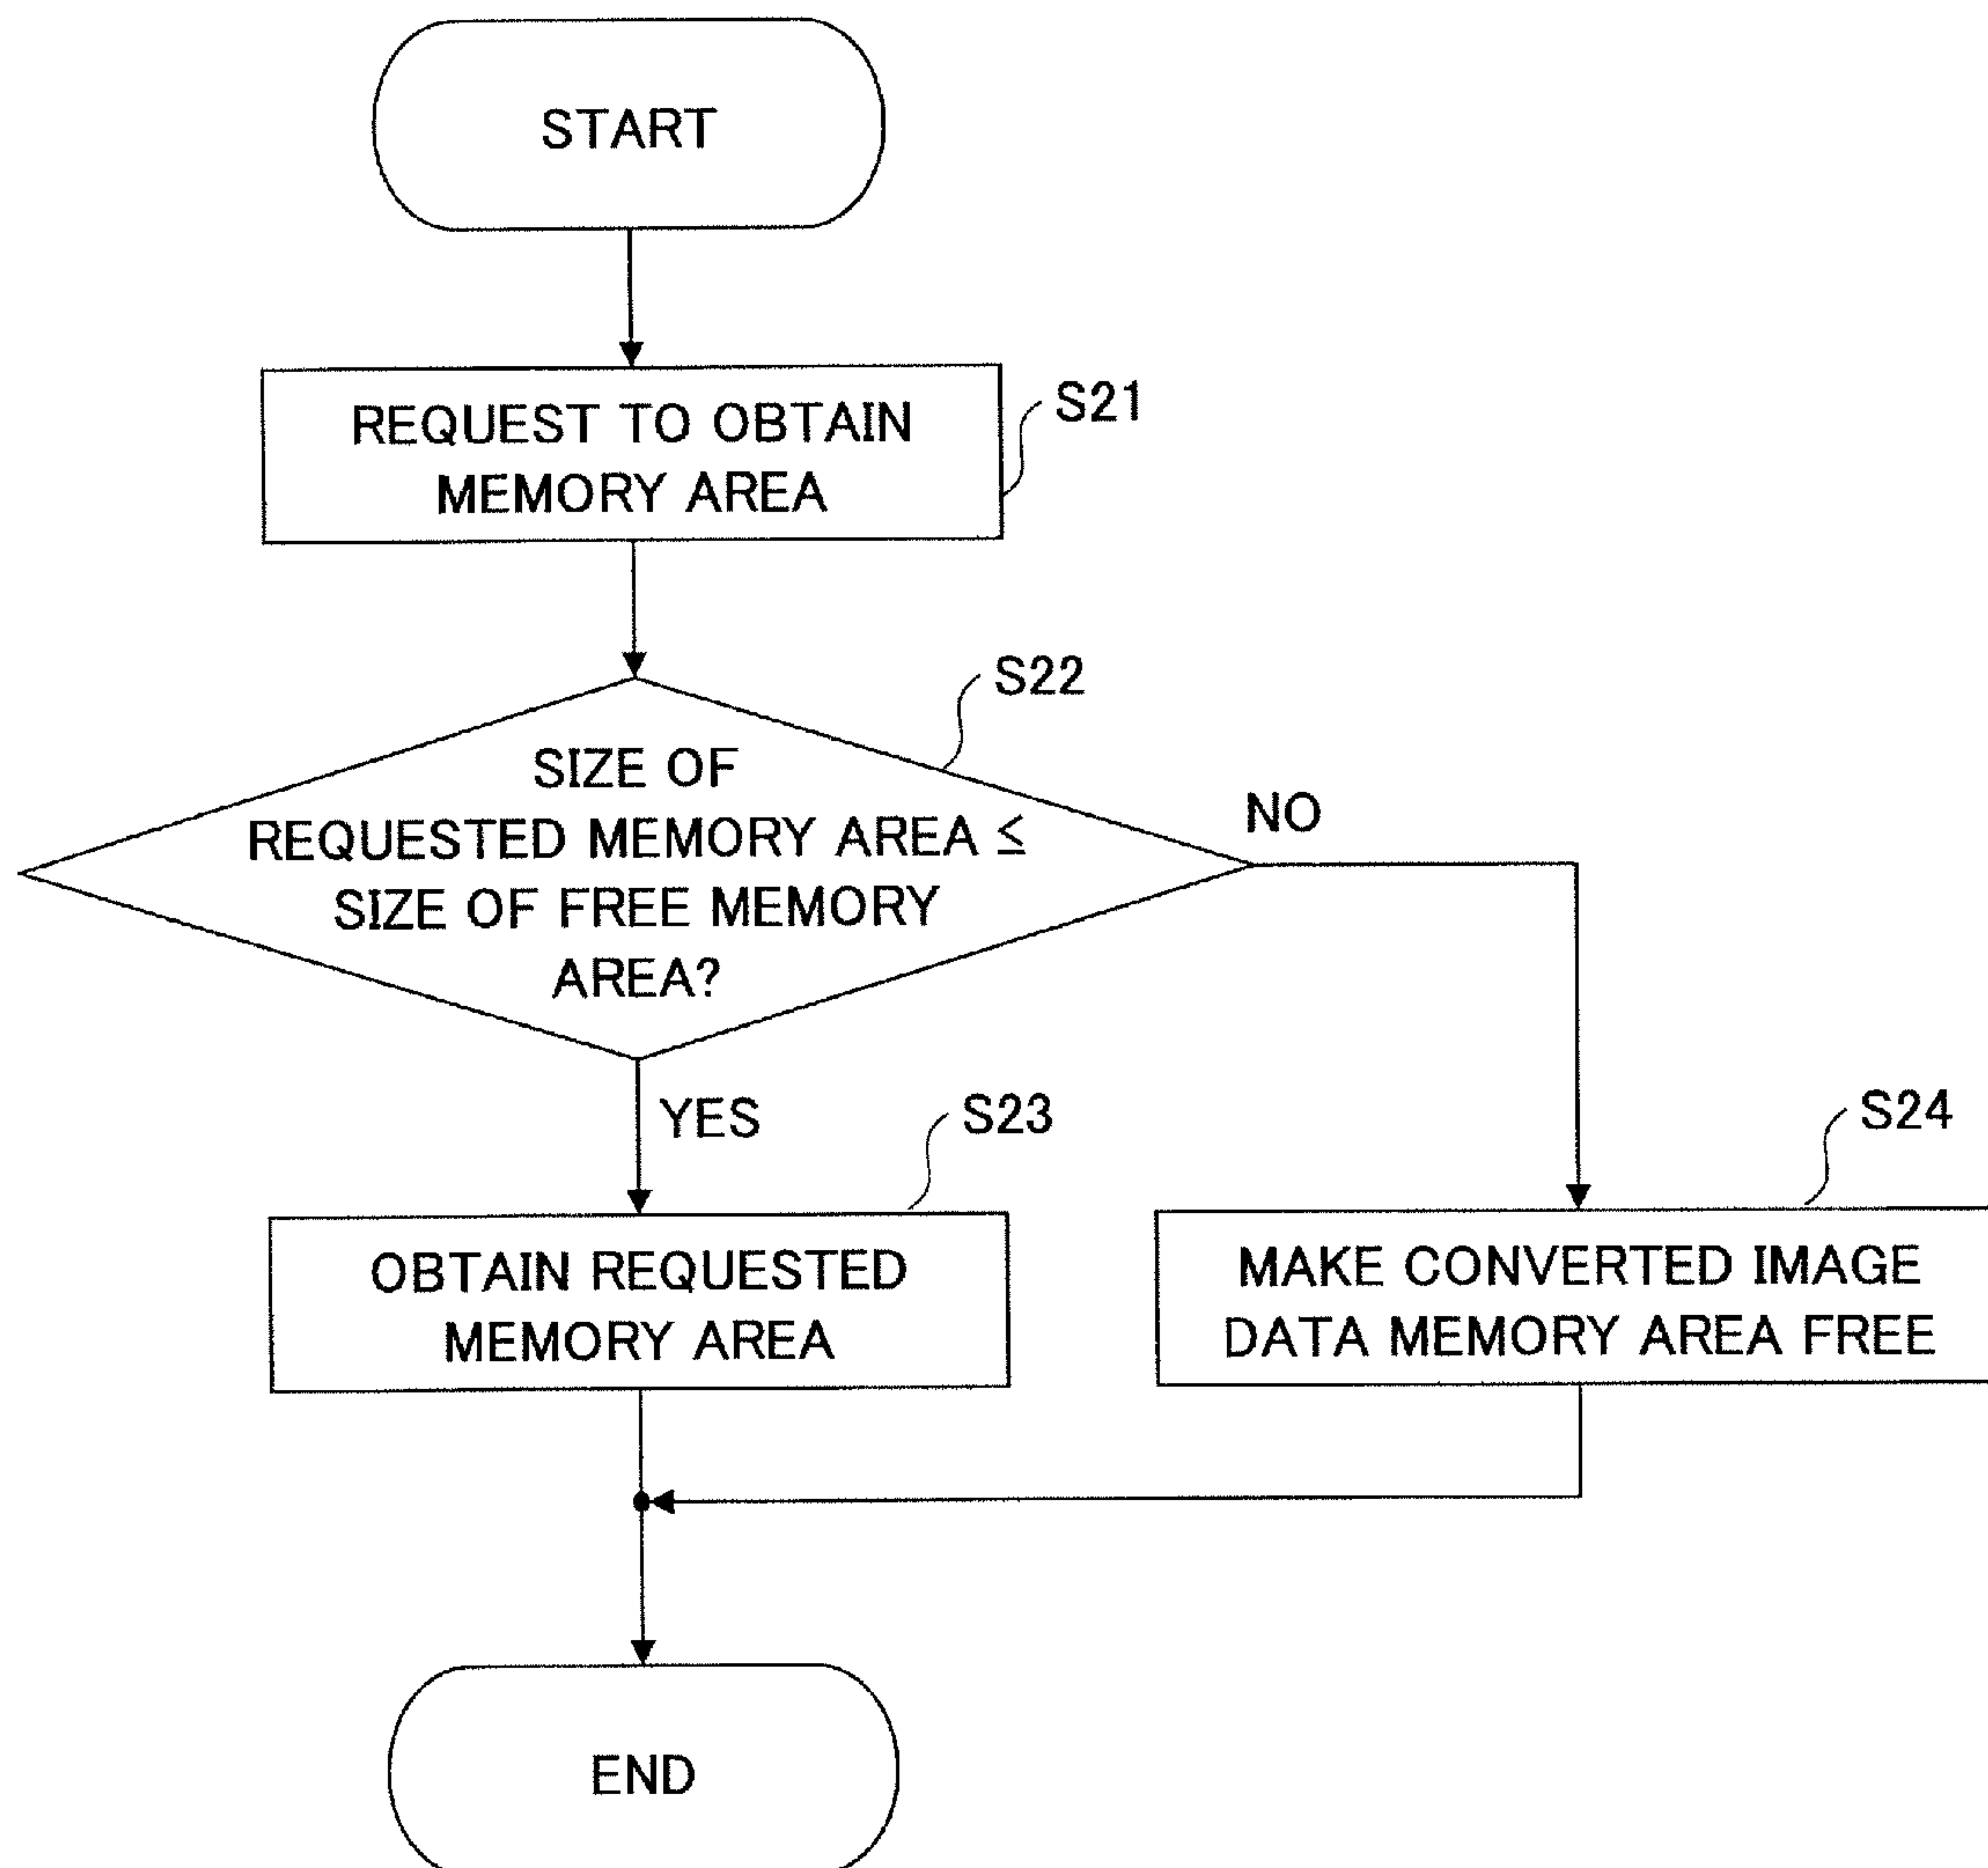 START
REQUEST TO OBTAIN
MEMORY AREA
S21
S22
SIZE OF
REQUESTED MEMORY AREA ≤
SIZE OF FREE MEMORY
AREA?
NO
YES
S23
OBTAIN REQUESTED
MEMORY AREA
S24
MAKE CONVERTED IMAGE
DATA MEMORY AREA FREE
END